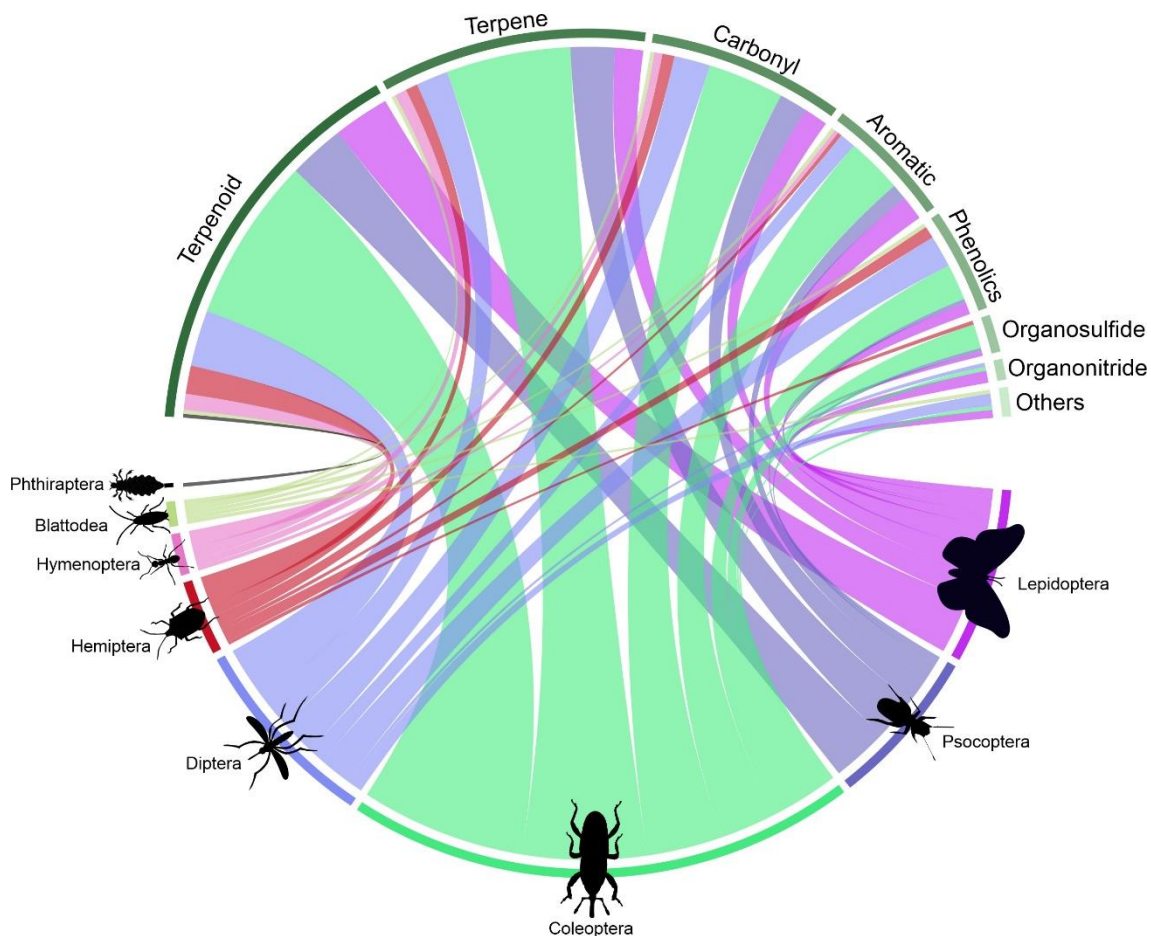 Terpenoid
Terpene
Carbonyl
Aromatic
Phenolics
Organosulfide
Organonitride
Others
Phthiraptera
Blattodea
Hymenoptera
Hemiptera
Diptera
Coleoptera
Psocoptera
Lepidoptera